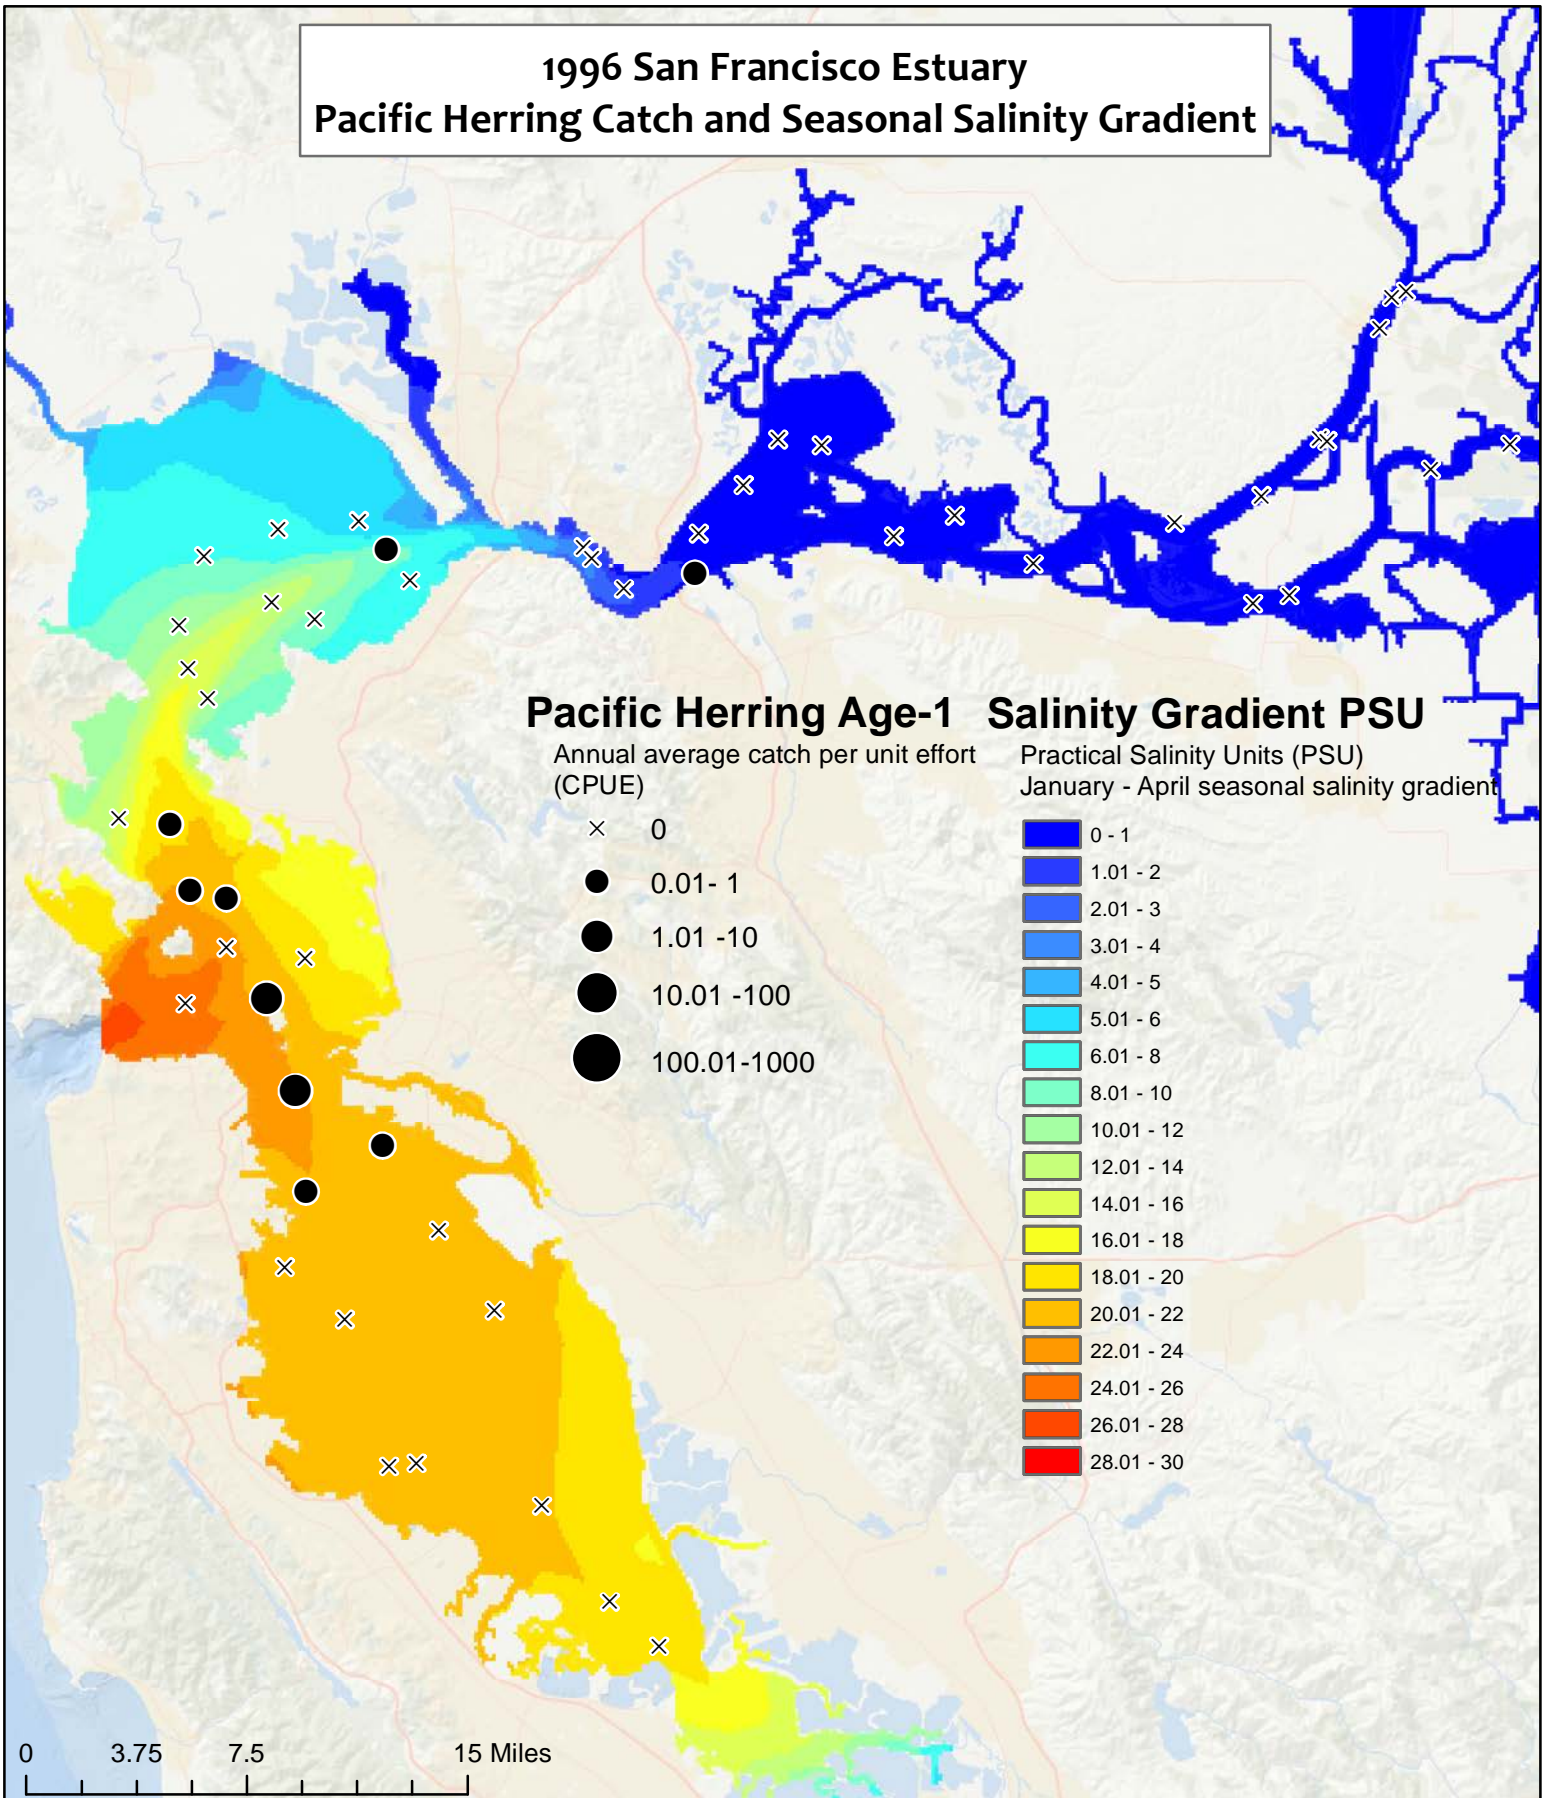 1996 San Francisco Estuary
Pacific Herring Catch and Seasonal Salinity Gradient
Pacific Herring Age-1
Annual average catch per unit effort
(CPUE)
0
0.01- 1
1.01 -10
10.01 -100
100.01-1000
Salinity Gradient PSU
Practical Salinity Units (PSU)
January - April seasonal salinity gradient
0 - 1
1.01 - 2
2.01 - 3
3.01 - 4
4.01 - 5
5.01 - 6
6.01 - 8
8.01 - 10
10.01 - 12
12.01 - 14
14.01 - 16
16.01 - 18
18.01 - 20
20.01 - 22
22.01 - 24
24.01 - 26
26.01 - 28
28.01 - 30
0 3.75 7.5 15 Miles